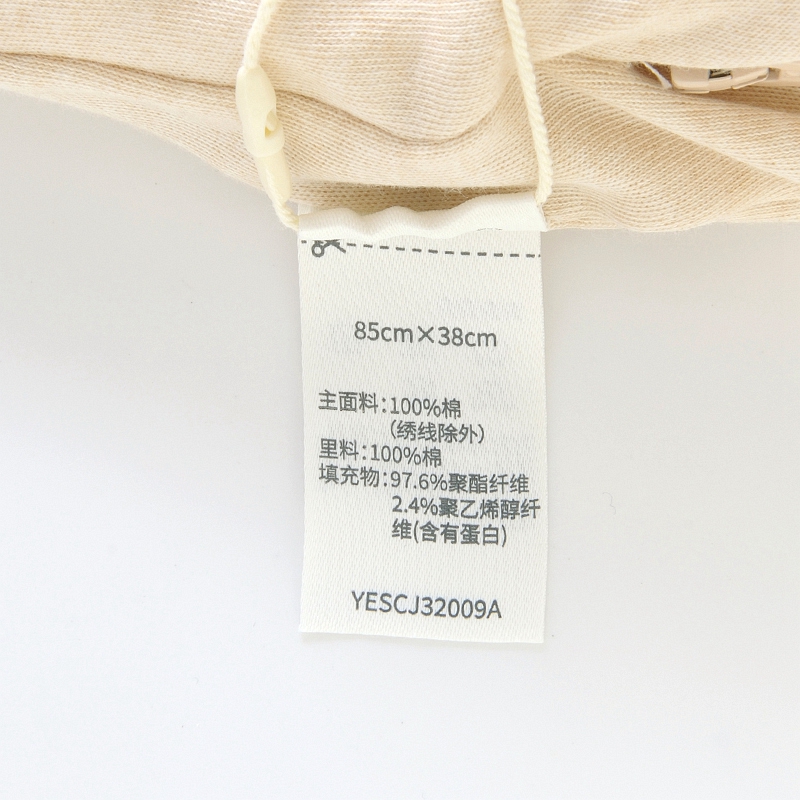 85cm×38cm
主面料:100%棉
(绣线除外)
里料:100%棉
填充物:97.6%聚酯纤维
2.4%聚乙烯醇纤
维(含有蛋白)
YESCJ32009A